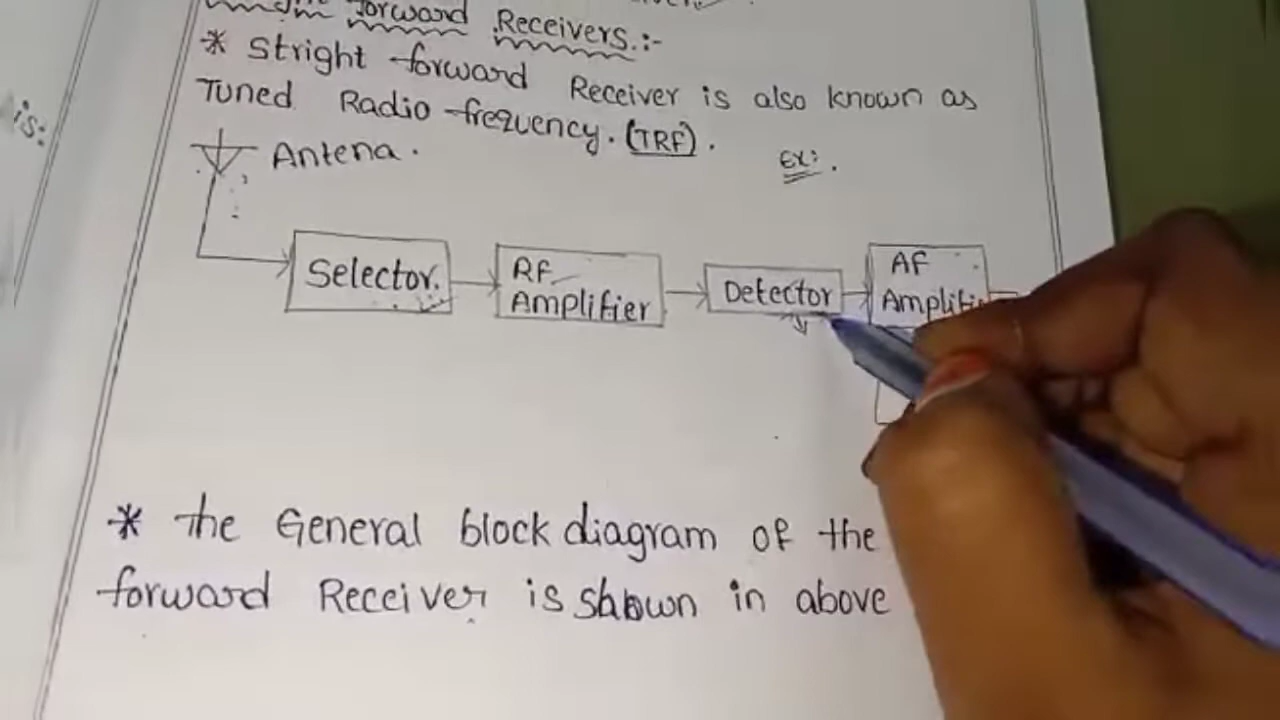 forward Receivers.:-
* Stright forward Receiver is also known as
Tuned Radio frequency. (TRF).
Antena.
Ex:.
is:
Selector.
RF
Amplifier
Detector
AF
* the General block diagram of the
forward Receiver is shown in above